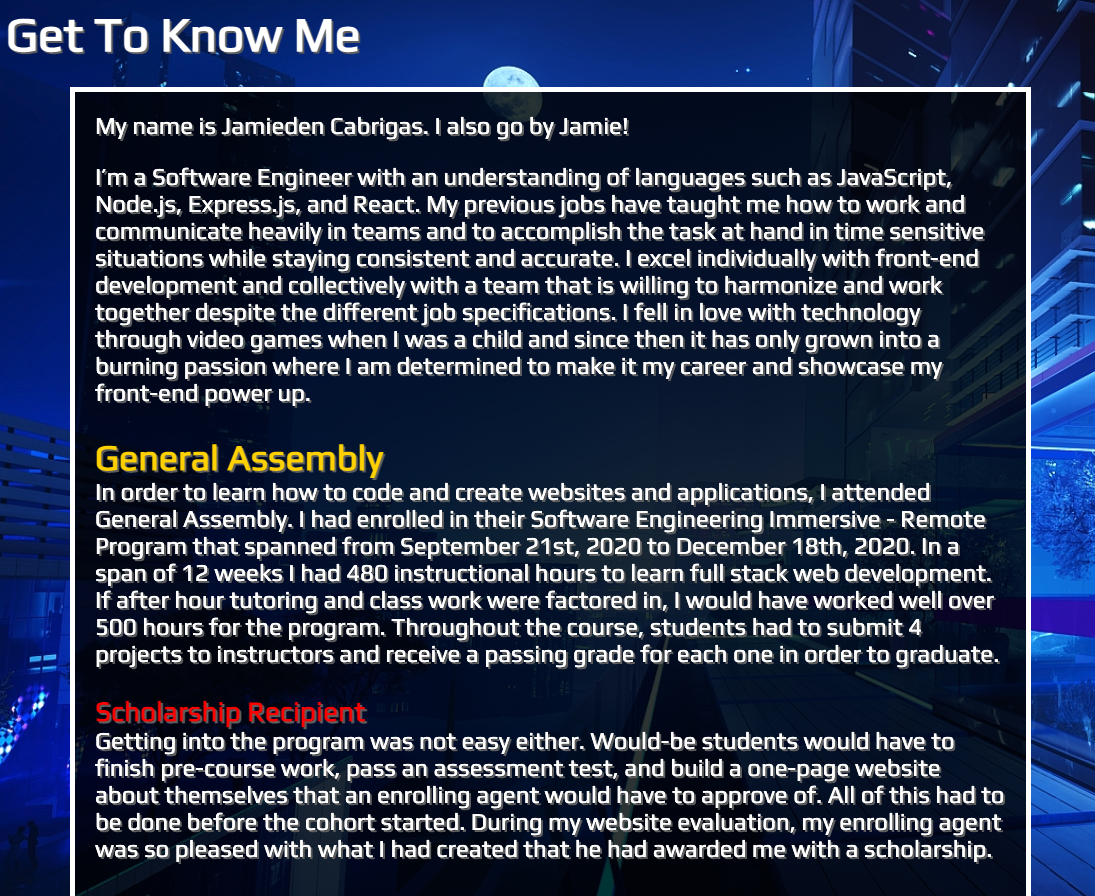 Get To Know Me
My name is Jamieden Cabrigas. I also go by Jamie!
I'm a Software Engineer with an understanding of languages such as JavaScript,
Node.js, Express.js, and React. My previous jobs have taught me how to work and
communicate heavily in teams and to accomplish the task at hand in time sensitive
situations while staying consistent and accurate. I excel individually with front-end
development and collectively with a team that is willing to harmonize and work
together despite the different job specifications. I fell in love with technology
through video games when I was a child and since then it has only grown into a
burning passion where I am determined to make it my career and showcase my
front-end power up.
General Assembly
In order to learn how to code and create websites and applications, I attended
General Assembly. I had enrolled in their Software Engineering Immersive - Remote
Program that spanned from September 21st, 2020 to December 18th, 2020. In a
span of 12 weeks I had 480 instructional hours to learn full stack web development.
If after hour tutoring and class work were factored in, I would have worked well over
500 hours for the program. Throughout the course, students had to submit 4
projects to instructors and receive a passing grade for each one in order to graduate.
Scholarship Recipient
Getting into the program was not easy either. Would-be students would have to
finish pre-course work, pass an assessment test, and build a one-page website
about themselves that an enrolling agent would have to approve of. All of this had to
be done before the cohort started. During my website evaluation, my enrolling agent
was so pleased with what I had created that he had awarded me with a scholarship.